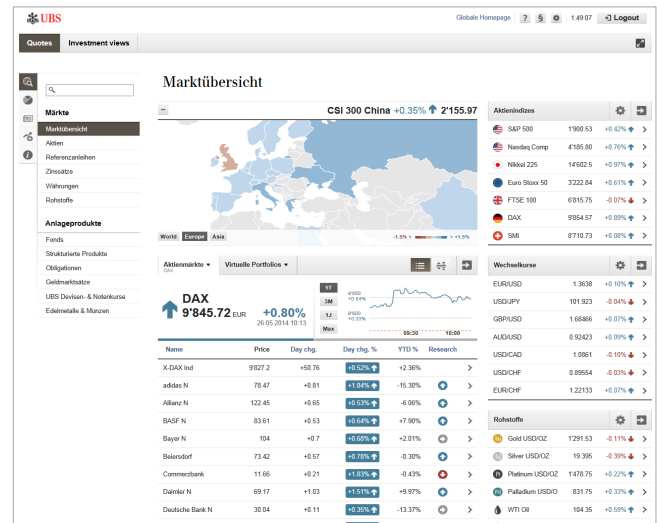 UBS
Globale Homepage ? § 1:49:07 Logout
Quotes Investment views
Marktübersicht
Märkte
Marktübersicht
Aktien
Referenzanleihen
Zinssätze
Währungen
Rohstoffe
Anlageprodukte
Fonds
Strukturierte Produkte
Obligationen
Geldmarktsätze
UBS Devisen- & Notenkurse
Edelmetalle & Münzen
CSI 300 China +0.35% 2'155.97
World Europe Asia
-1.5% < > +1.5%
Aktienmärkte Virtuelle Portfolios
DAX
DAX
9'845.72 EUR +0.80%
26.05.2014 10:13
1T
3M
1J
Max
9'850
+0.04%
9'800
+0.33%
09:30 10:00
Name Price Day chg. Day chg. % YTD % Research
X-DAX Ind 9'827.2 +50.76 +0.52% +2.36%
adidas N 78.47 +0.81 +1.04% -15.30%
Allianz N 122.45 +0.65 +0.53% -6.06%
BASF N 83.61 +0.53 +0.64% +7.90%
Bayer N 104 +0.7 +0.68% +2.01%
Beiersdorf 73.42 +0.57 +0.78% -0.30%
Commerzbank 11.66 +0.21 +1.83% -0.43%
Daimler N 69.17 +1.03 +1.51% +9.97%
Deutsche Bank N 30.04 +0.11 +0.35% -13.37%
Aktienindizes
S&P 500 1'900.53 +0.42%
Nasdaq Comp 4'185.80 +0.76%
Nikkei 225 14'602.5 +0.97%
Euro Stoxx 50 3'222.84 +0.61%
FTSE 100 6'815.75 -0.07%
DAX 9'854.57 +0.89%
SMI 8'710.73 +0.08%
Wechselkurse
EUR/USD 1.3638 +0.10%
USD/JPY 101.923 -0.04%
GBP/USD 1.68466 +0.07%
AUD/USD 0.92423 +0.09%
USD/CAD 1.0861 -0.10%
USD/CHF 0.89554 -0.03%
EUR/CHF 1.22133 +0.07%
Rohstoffe
Gold USD/OZ 1'291.53 -0.11%
Silver USD/OZ 19.395 -0.39%
Platinum USD/OZ 1'478.75 +0.22%
Palladium USD/O 831.75 +0.33%
WTI Oil 104.35 +0.59%